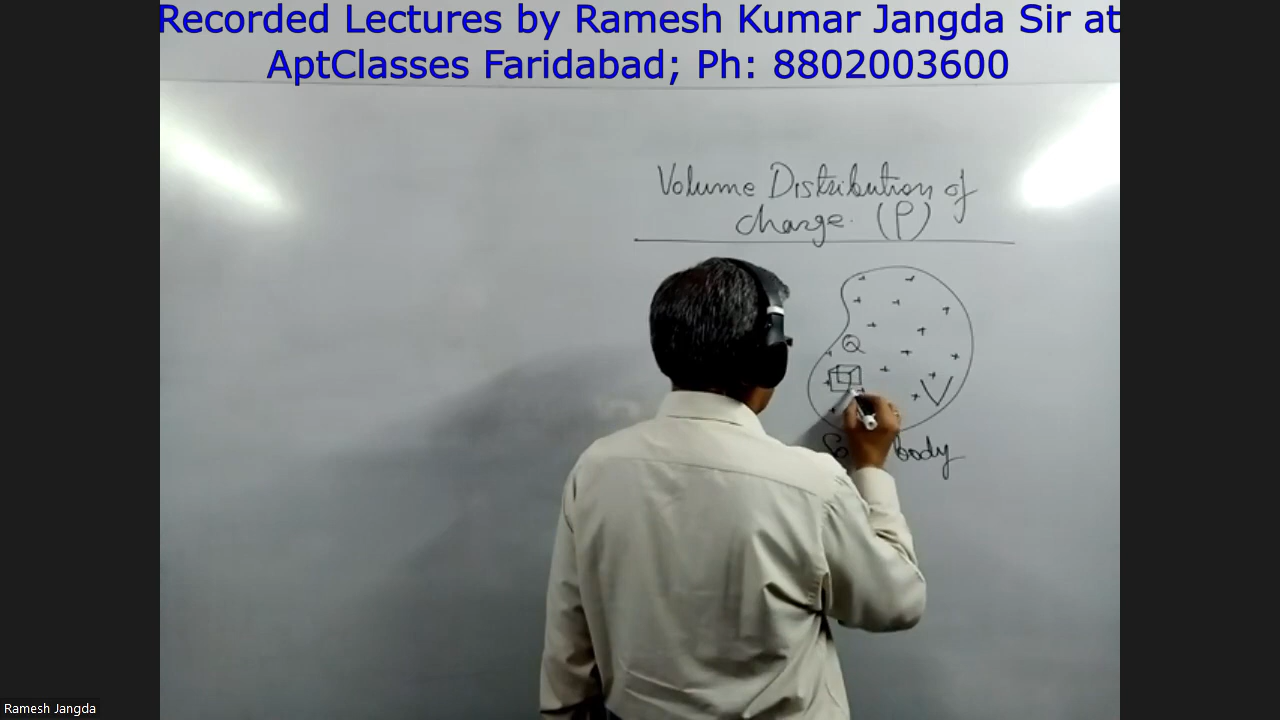 Recorded Lectures by Ramesh Kumar Jangda Sir at
AptClasses Faridabad; Ph: 8802003600
Volume Distribution of
charge. (ρ)
Q
V
body
Ramesh Jangda